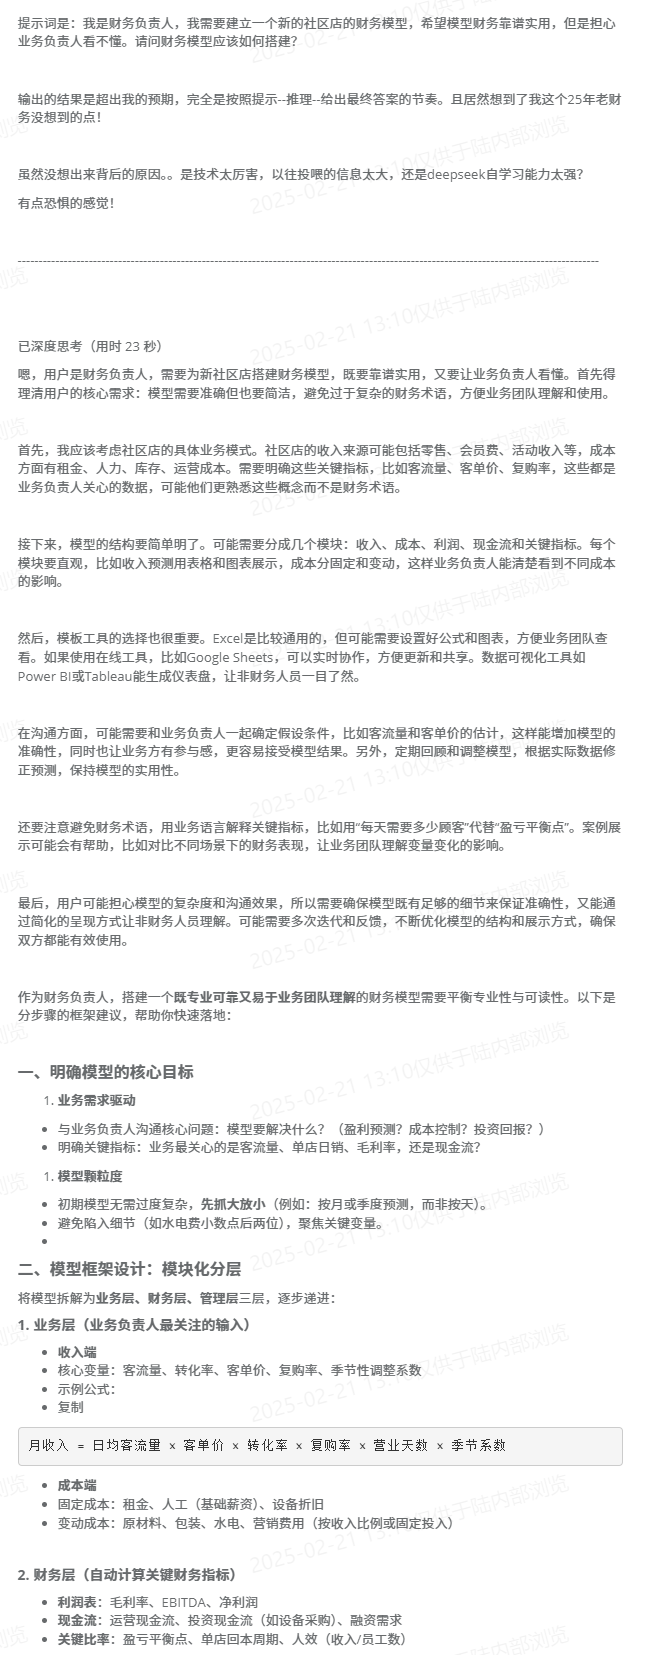 提示词是：我是财务负责人，我需要建立一个新的社区店的财务模型，希望模型财务靠谱实用，但是担心
业务负责人看不懂。请问财务模型应该如何搭建？
输出的结果是超出我的预期，完全是按照提示--推理--给出最终答案的节奏。且居然想到了我这个25年老财
务没想到的点！
虽然没想出来背后的原因。。是技术太厉害，以往投喂的信息太大，还是deepseek自学习能力太强？
有点恐惧的感觉！
已深度思考（用时 23 秒）
嗯，用户是财务负责人，需要为新社区店搭建财务模型，既要靠谱实用，又要让业务负责人看懂。首先得
理清用户的核心需求：模型需要准确但也要简洁，避免过于复杂的财务术语，方便业务团队理解和使用。
首先，我应该考虑社区店的具体业务模式。社区店的收入来源可能包括零售、会员费、活动收入等，成本
方面有租金、人力、库存、运营成本。需要明确这些关键指标，比如客流量、客单价、复购率，这些都是
业务负责人关心的数据，可能他们更熟悉这些概念而不是财务术语。
接下来，模型的结构要简单明了。可能需要分成几个模块：收入、成本、利润、现金流和关键指标。每个
模块要直观，比如收入预测用表格和图表展示，成本分固定和变动，这样业务负责人能清楚看到不同成本
的影响。
然后，模板工具的选择也很重要。Excel是比较通用的，但可能需要设置好公式和图表，方便业务团队查
看。如果使用在线工具，比如Google Sheets，可以实时协作，方便更新和共享。数据可视化工具如
Power BI或Tableau能生成仪表盘，让非财务人员一目了然。
在沟通方面，可能需要和业务负责人一起确定假设条件，比如客流量和客单价的估计，这样能增加模型的
准确性，同时也让业务方有参与感，更容易接受模型结果。另外，定期回顾和调整模型，根据实际数据修
正预测，保持模型的实用性。
还要注意避免财务术语，用业务语言解释关键指标，比如用“每天需要多少顾客”代替“盈亏平衡点”。案例展
示可能会有帮助，比如对比不同场景下的财务表现，让业务团队理解变量变化的影响。
最后，用户可能担心模型的复杂度和沟通效果，所以需要确保模型既有足够的细节来保证准确性，又能通
过简化的呈现方式让非财务人员理解。可能需要多次迭代和反馈，不断优化模型的结构和展示方式，确保
双方都能有效使用。
作为财务负责人，搭建一个既专业可靠又易于业务团队理解的财务模型需要平衡专业性与可读性。以下是
分步骤的框架建议，帮助你快速落地：
一、明确模型的核心目标
1. 业务需求驱动
• 与业务负责人沟通核心问题：模型要解决什么？（盈利预测？成本控制？投资回报？）
• 明确关键指标：业务最关心的是客流量、单店日销、毛利率，还是现金流？
1. 模型颗粒度
• 初期模型无需过度复杂，先抓大放小（例如：按月或季度预测，而非按天）。
• 避免陷入细节（如水电费小数点后两位），聚焦关键变量。
•
二、模型框架设计：模块化分层
将模型拆解为业务层、财务层、管理层三层，逐步递进：
1. 业务层（业务负责人最关注的输入）
• 收入端
• 核心变量：客流量、转化率、客单价、复购率、季节性调整系数
• 示例公式：
• 复制
月收入 = 日均客流量 × 客单价 × 转化率 × 复购率 × 营业天数 × 季节系数
• 成本端
• 固定成本：租金、人工（基础薪资）、设备折旧
• 变动成本：原材料、包装、水电、营销费用（按收入比例或固定投入）
2. 财务层（自动计算关键财务指标）
• 利润表：毛利率、EBITDA、净利润
• 现金流：运营现金流、投资现金流（如设备采购）、融资需求
• 关键比率：盈亏平衡点、单店回本周期、人效（收入/员工数）
2025-02-21 13:10仅供于陆内部浏览